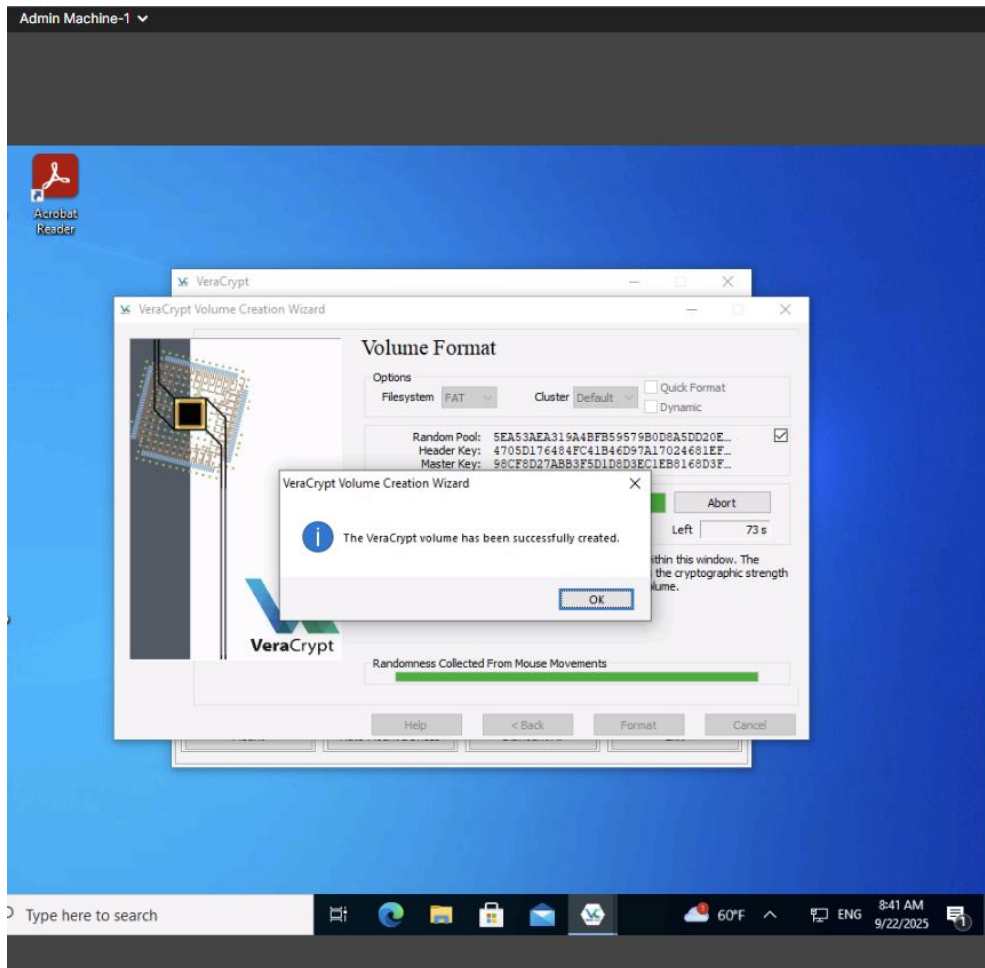 Admin Machine-1
Acrobat
Reader
VeraCrypt
VeraCrypt Volume Creation Wizard
Volume Format
Options
Filesystem FAT Cluster Default Quick Format
Dynamic
Random Pool: 5EA53AEA319A4BFB59579B0D8A5DD20E...
Header Key: 4705D176484FC41B46D97A17024681EF...
Master Key: 98CF8D27ABB3F5D1D8D3EC1EB8168D3F...
VeraCrypt Volume Creation Wizard
The VeraCrypt volume has been successfully created.
OK
Abort
Left 73 s
ithin this window. The
the cryptographic strength
lume.
VeraCrypt
Randomness Collected From Mouse Movements
Help < Back Format Cancel
Type here to search
60°F ENG 8:41 AM
9/22/2025
1